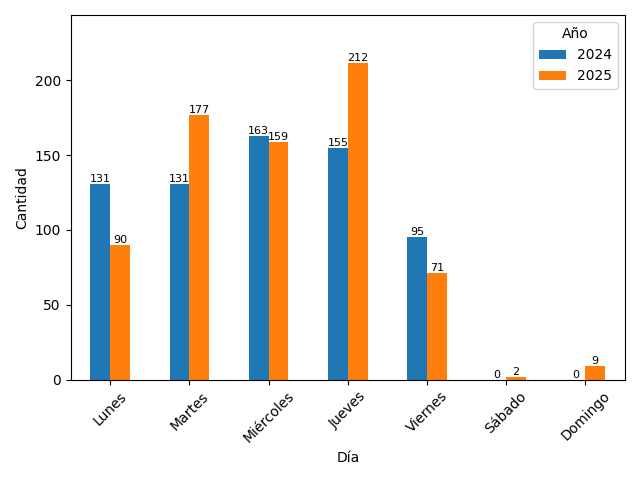 Año
2024
2025
Cantidad
200
150
100
50
0
131
90
131
177
163
159
155
212
95
71
0
2
0
9
Lunes
Martes
Miércoles
Jueves
Viernes
Sábado
Domingo
Día